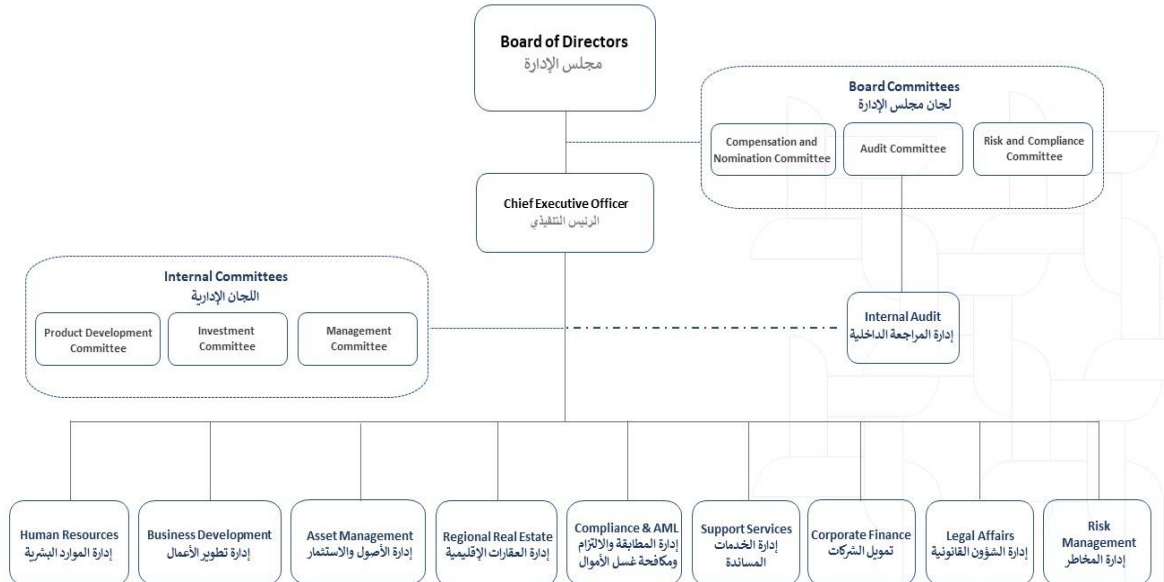 Board of Directors
مجلس الإدارة
Board Committees
لجان مجلس الإدارة
Compensation and
Nomination Committee
Audit Committee
Risk and Compliance
Committee
Chief Executive Officer
الرئيس التنفيذي
Internal Committees
اللجان الإدارية
Product Development
Committee
Investment
Committee
Management
Committee
Internal Audit
إدارة المراجعة الداخلية
Human Resources
إدارة الموارد البشرية
Business Development
إدارة تطوير الأعمال
Asset Management
إدارة الأصول والاستثمار
Regional Real Estate
إدارة العقارات الإقليمية
Compliance & AML
إدارة المطابقة والالتزام
ومكافحة غسل الأموال
Support Services
إدارة الخدمات
المساندة
Corporate Finance
تمويل الشركات
Legal Affairs
إدارة الشؤون القانونية
Risk
Management
إدارة المخاطر